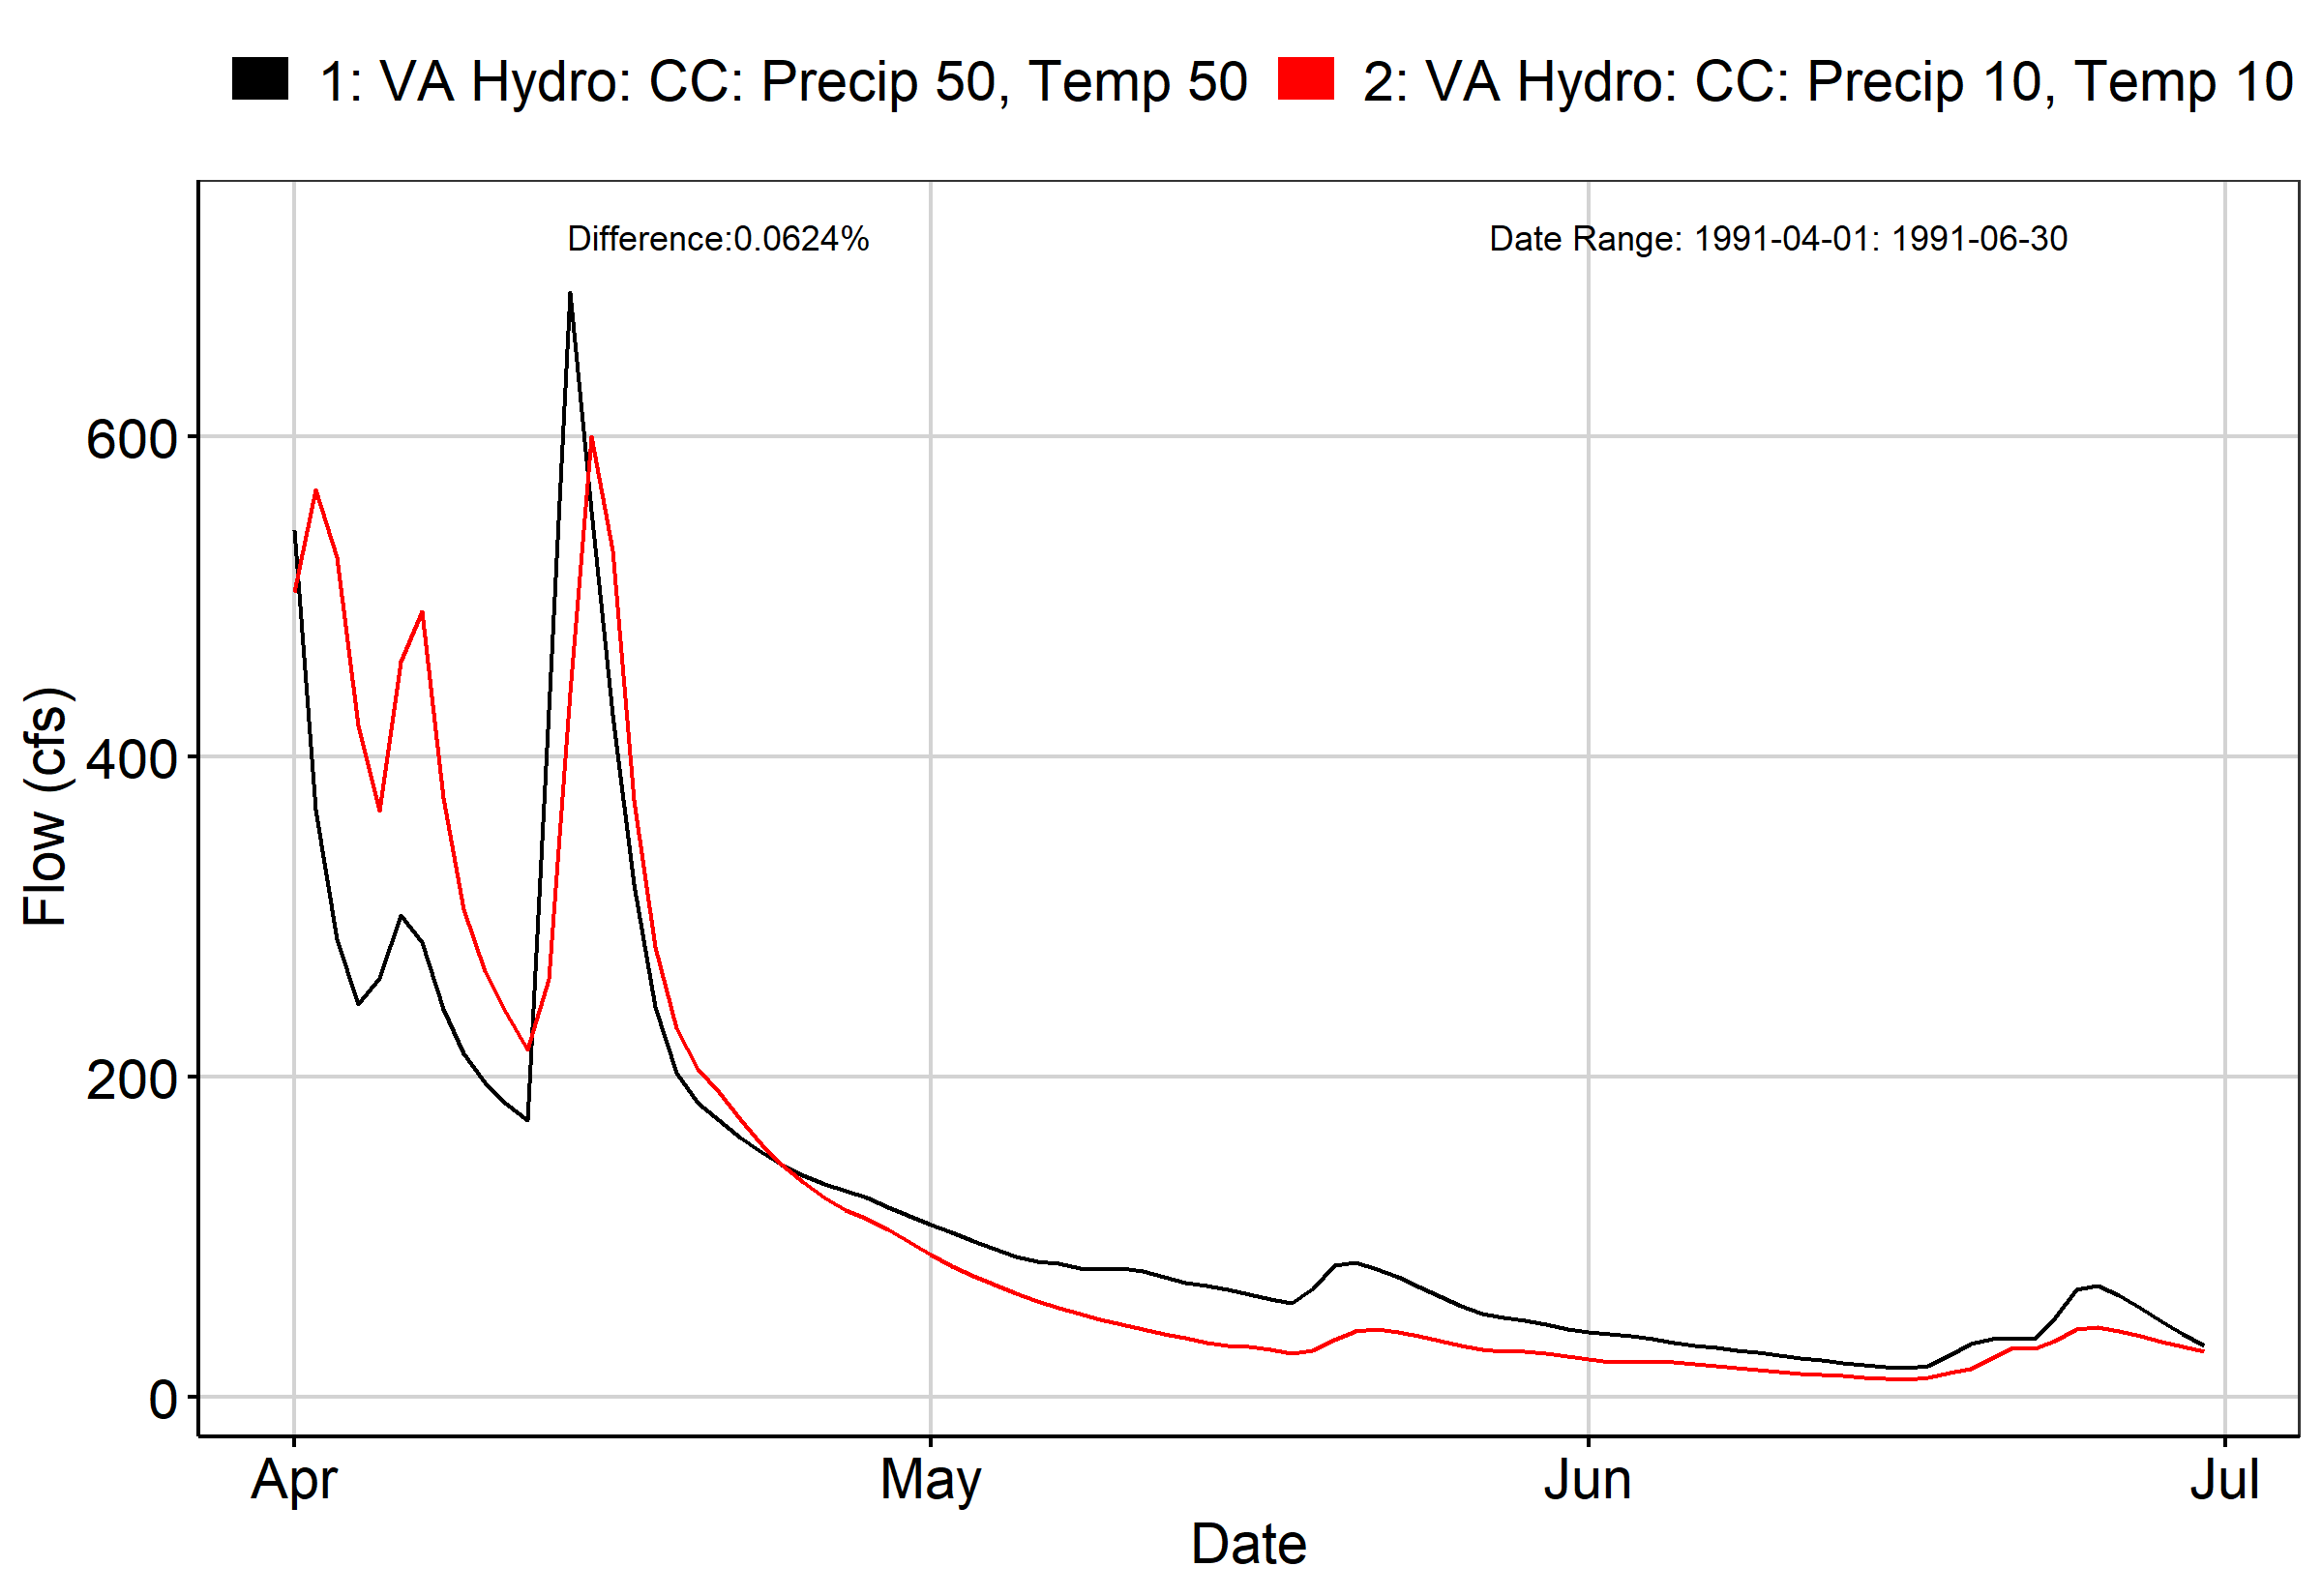 1: VA Hydro: CC: Precip 50, Temp 50 2: VA Hydro: CC: Precip 10, Temp 10
Difference:0.0624% Date Range: 1991-04-01: 1991-06-30
600
400
200
0
Flow (cfs)
Apr May Jun Jul
Date